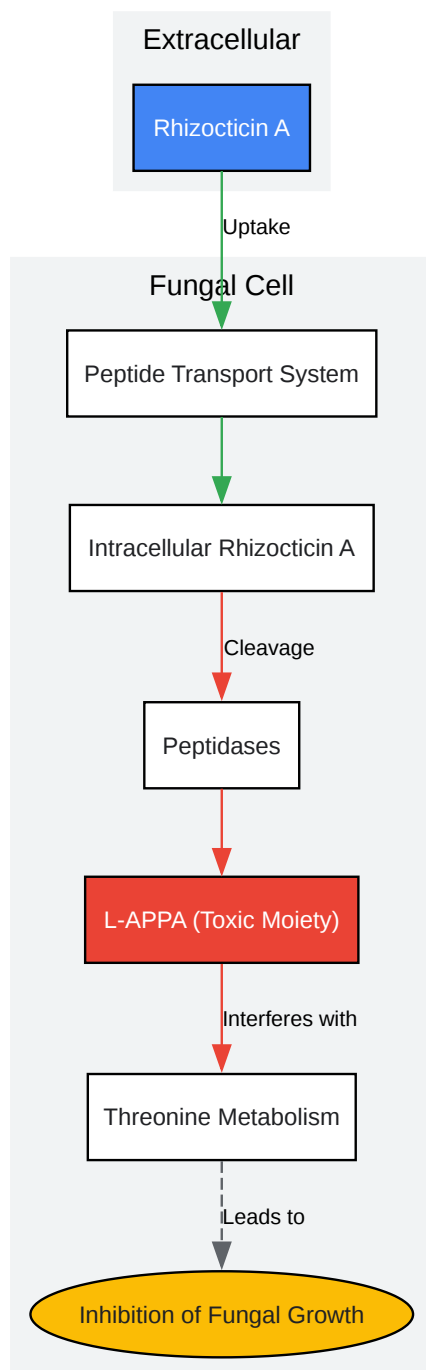 Extracellular
Rhizocticin A
Uptake
Fungal Cell
Peptide Transport System
Intracellular Rhizocticin A
Cleavage
Peptidases
L-APPA (Toxic Moiety)
Interferes with
Threonine Metabolism
Leads to
Inhibition of Fungal Growth